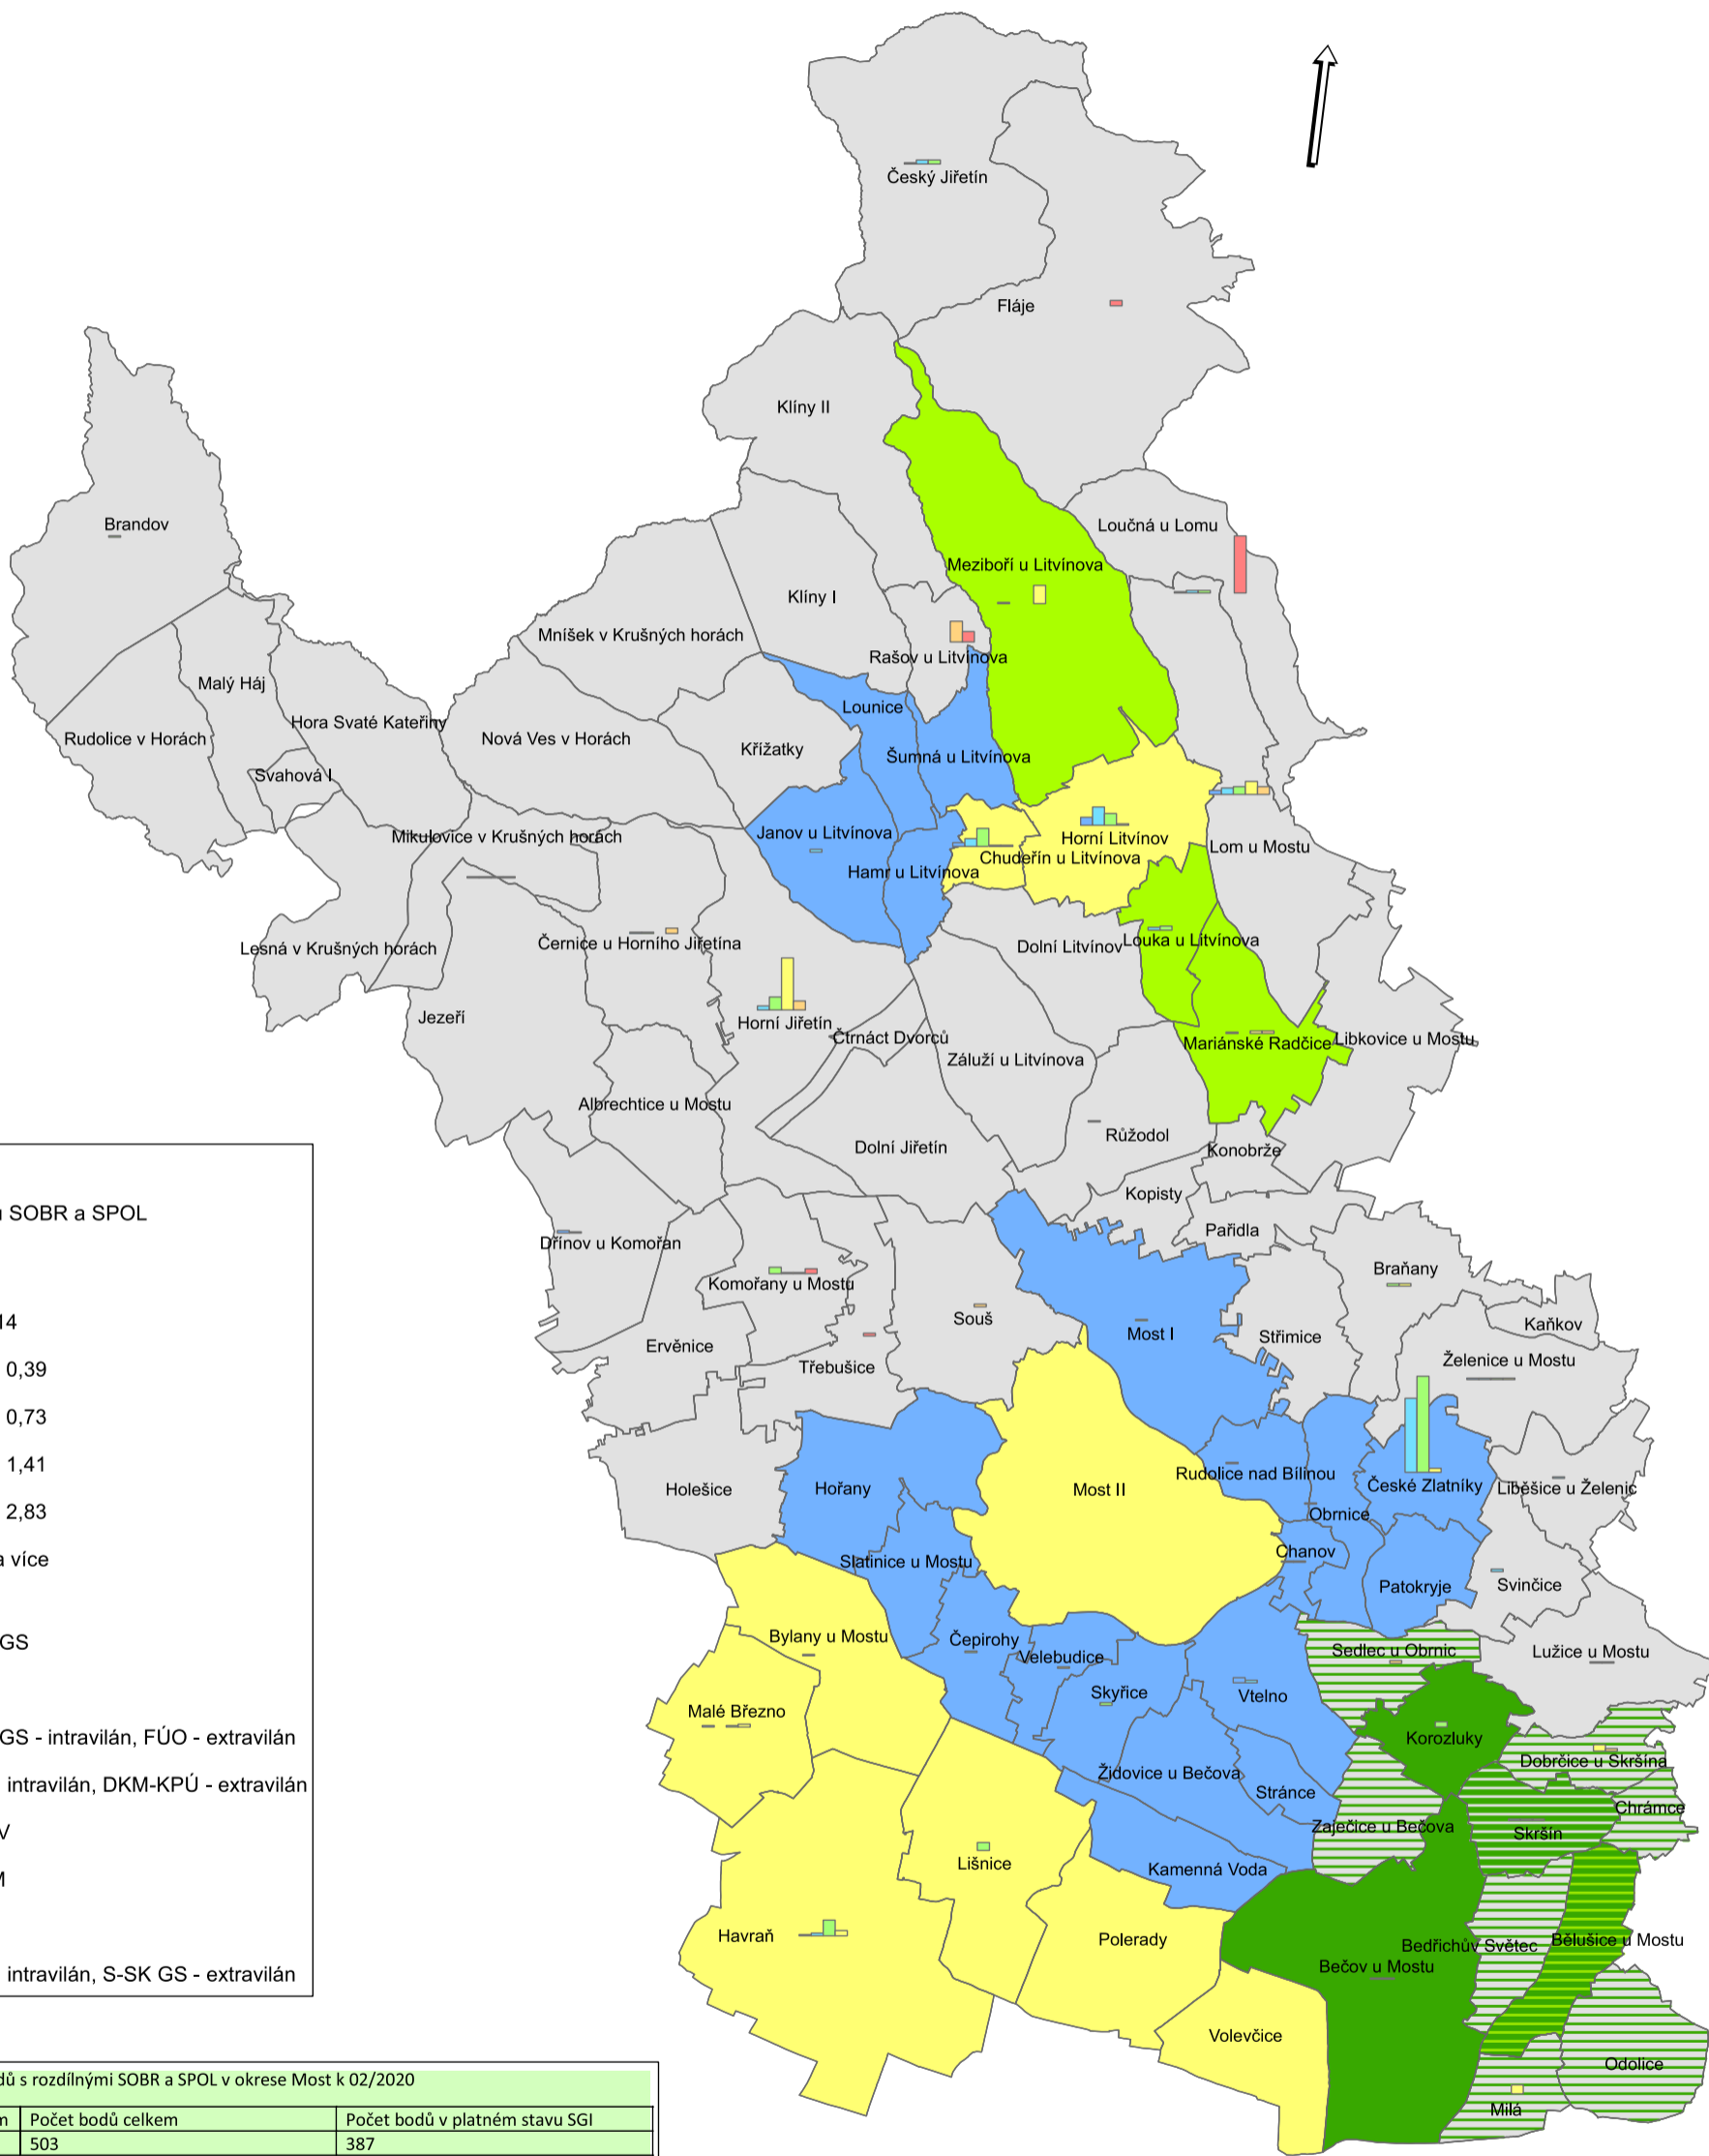 Český Jiřetín
Fláje
Klíny II
Brandov
Loučná u Lomu
Meziboří u Litvínova
Klíny I
Mníšek v Krušných horách
Rašov u Litvínova
Malý Háj
Lounice
Hora Svaté Kateřiny
Rudolice v Horách
Nová Ves v Horách
Křížatky
Šumná u Litvínova
Svahová I
Mikulovice v Krušných horách
Janov u Litvínova
Horní Litvínov
Lom u Mostu
Chudeřín u Litvínova
Hamr u Litvínova
Lesná v Krušných horách
Černice u Horního Jiřetína
Dolní Litvínov
Louka u Litvínova
Jezeří
Horní Jiřetín
Čtrnáct Dvorců
Mariánské Radčice
Libkovice u Mostu
Záluží u Litvínova
Albrechtice u Mostu
Růžodol
Dolní Jiřetín
Konobrže
Kopisty
Pařidla
Dřínov u Komořan
Braňany
Komořany u Mostu
Souš
Kaňkov
Most I
Střimice
Ervěnice
Třebušice
Želenice u Mostu
Rudolice nad Bílinou
České Zlatníky
Holešice
Hořany
Most II
Liběšice u Želenic
Obrnice
Chanov
Slatinice u Mostu
Patokryje
Svinčice
Bylany u Mostu
Čepirohy
Velebudice
Sedlec u Obrnic
Lužice u Mostu
Skyřice
Vtelno
Malé Březno
Korozluky
Dobrčice u Skršína
Židovice u Bečova
Stránce
Chrámce
Zaječice u Bečova
Skršín
Lišnice
Kamenná Voda
Havraň
Polerady
Bedřichův Světec
Bělušice u Mostu
Bečov u Mostu
Volevčice
Odolice
Milá
SOBR a SPOL
14
0,39
0,73
1,41
2,83
a více
GS
GS - intravilán, FÚO - extravilán
intravilán, DKM-KPÚ - extravilán
V
M
intravilán, S-SK GS - extravilán
dů s rozdílnými SOBR a SPOL v okrese Most k 02/2020
m Počet bodů celkem Počet bodů v platném stavu SGI
503 387